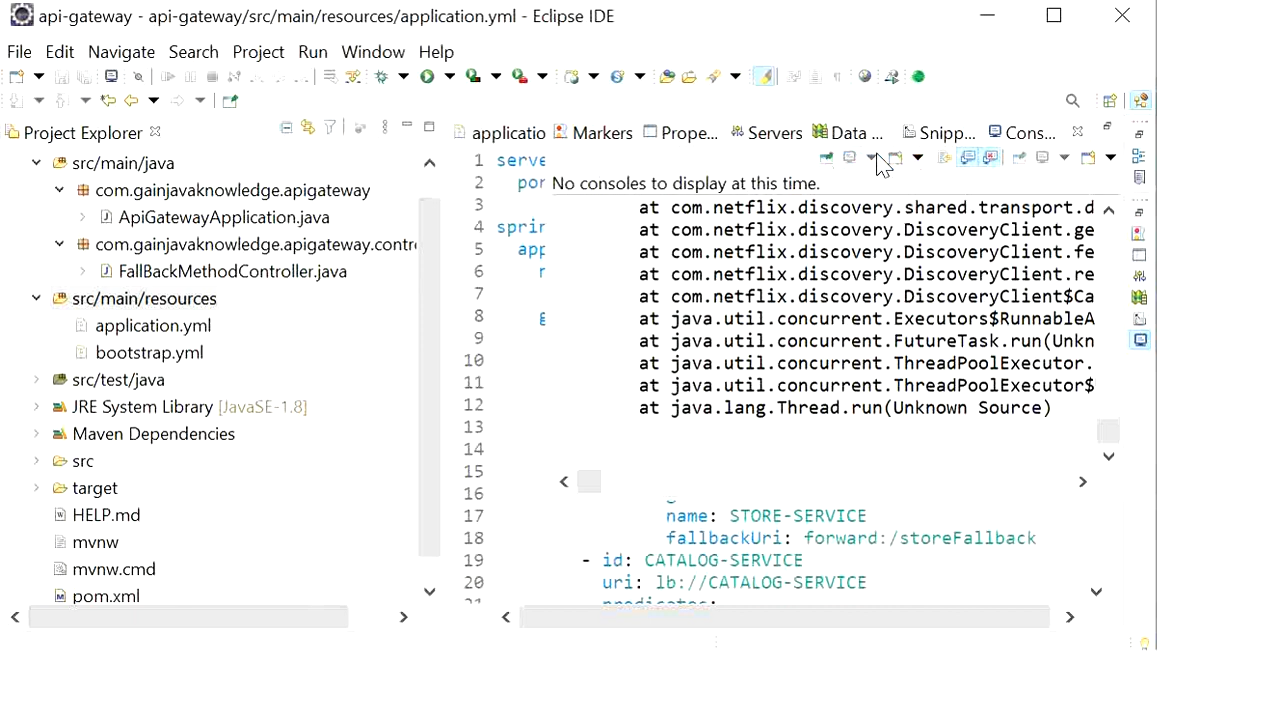 api-gateway - api-gateway/src/main/resources/application.yml - Eclipse IDE
File Edit Navigate Search Project Run Window Help
Project Explorer
applicatio Markers Prope... Servers Data ... Snipp... Cons...
src/main/java
com.gainjavaknowledge.apigateway
ApiGatewayApplication.java
com.gainjavaknowledge.apigateway.contr
FallBackMethodController.java
src/main/resources
application.yml
bootstrap.yml
src/test/java
JRE System Library [JavaSE-1.8]
Maven Dependencies
src
target
HELP.md
mvnw
mvnw.cmd
pom.xml
No consoles to display at this time.
1 serve
2 por
3
4 sprin
5 app
6 n
7
8 g
9
10
11
12
13
14
15
16
17 name: STORE-SERVICE
18 fallbackUri: forward:/storeFallback
19 - id: CATALOG-SERVICE
20 uri: lb://CATALOG-SERVICE
21 predicates:
at com.netflix.discovery.shared.transport.d
at com.netflix.discovery.DiscoveryClient.ge
at com.netflix.discovery.DiscoveryClient.fe
at com.netflix.discovery.DiscoveryClient.re
at com.netflix.discovery.DiscoveryClient$Ca
at java.util.concurrent.Executors$RunnableA
at java.util.concurrent.FutureTask.run(Unkn
at java.util.concurrent.ThreadPoolExecutor.
at java.util.concurrent.ThreadPoolExecutor$
at java.lang.Thread.run(Unknown Source)